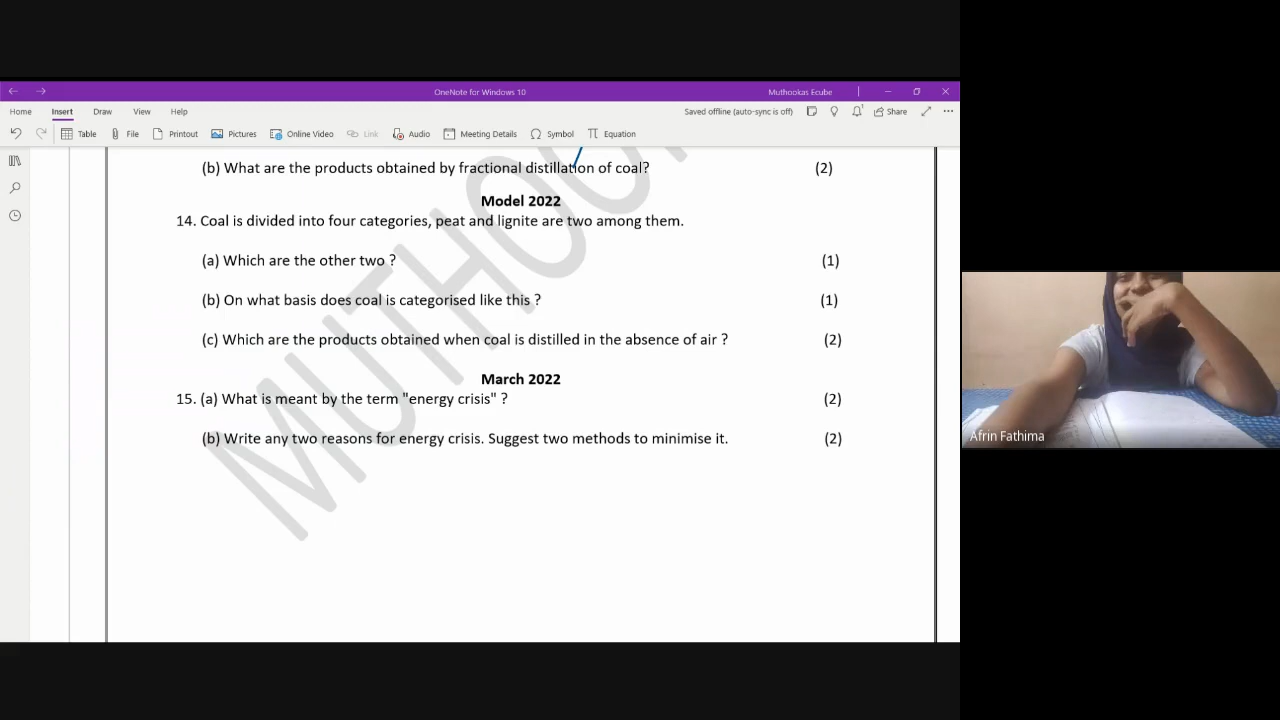 OneNote for Windows 10
Muthookas Ecube
Home Insert Draw View Help
Saved offline (auto-sync is off)
Share
Table File Printout Pictures Online Video Link Audio Meeting Details Symbol Equation
(b) What are the products obtained by fractional distillation of coal? (2)
Model 2022
14. Coal is divided into four categories, peat and lignite are two among them.
(a) Which are the other two ? (1)
(b) On what basis does coal is categorised like this ? (1)
(c) Which are the products obtained when coal is distilled in the absence of air ? (2)
March 2022
15. (a) What is meant by the term "energy crisis" ? (2)
(b) Write any two reasons for energy crisis. Suggest two methods to minimise it. (2)
MUTHOO
Afrin Fathima